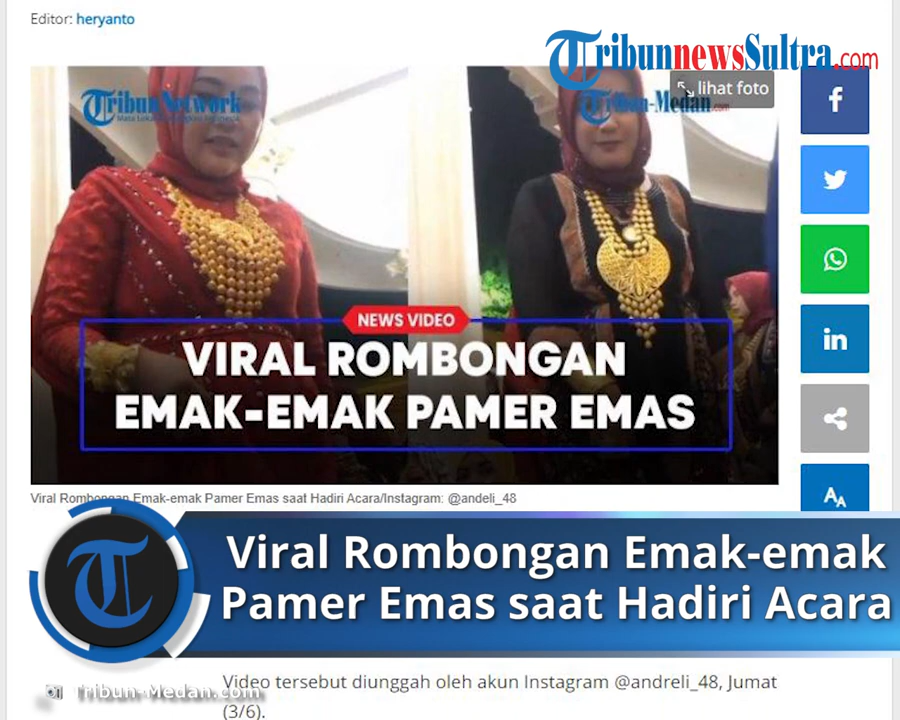 Editor: heryanto
TribunnewsSultra.com
lihat foto
Tribun Network
Tribun-Medan.com
NEWS VIDEO
VIRAL ROMBONGAN
EMAK-EMAK PAMER EMAS
Viral Rombongan Emak-emak Pamer Emas saat Hadiri Acara/Instagram: @andeli_48
AA
Viral Rombongan Emak-emak
Pamer Emas saat Hadiri Acara
Video tersebut diunggah oleh akun Instagram @andreli_48, Jumat
Tribun-Medan.com
(3/6).